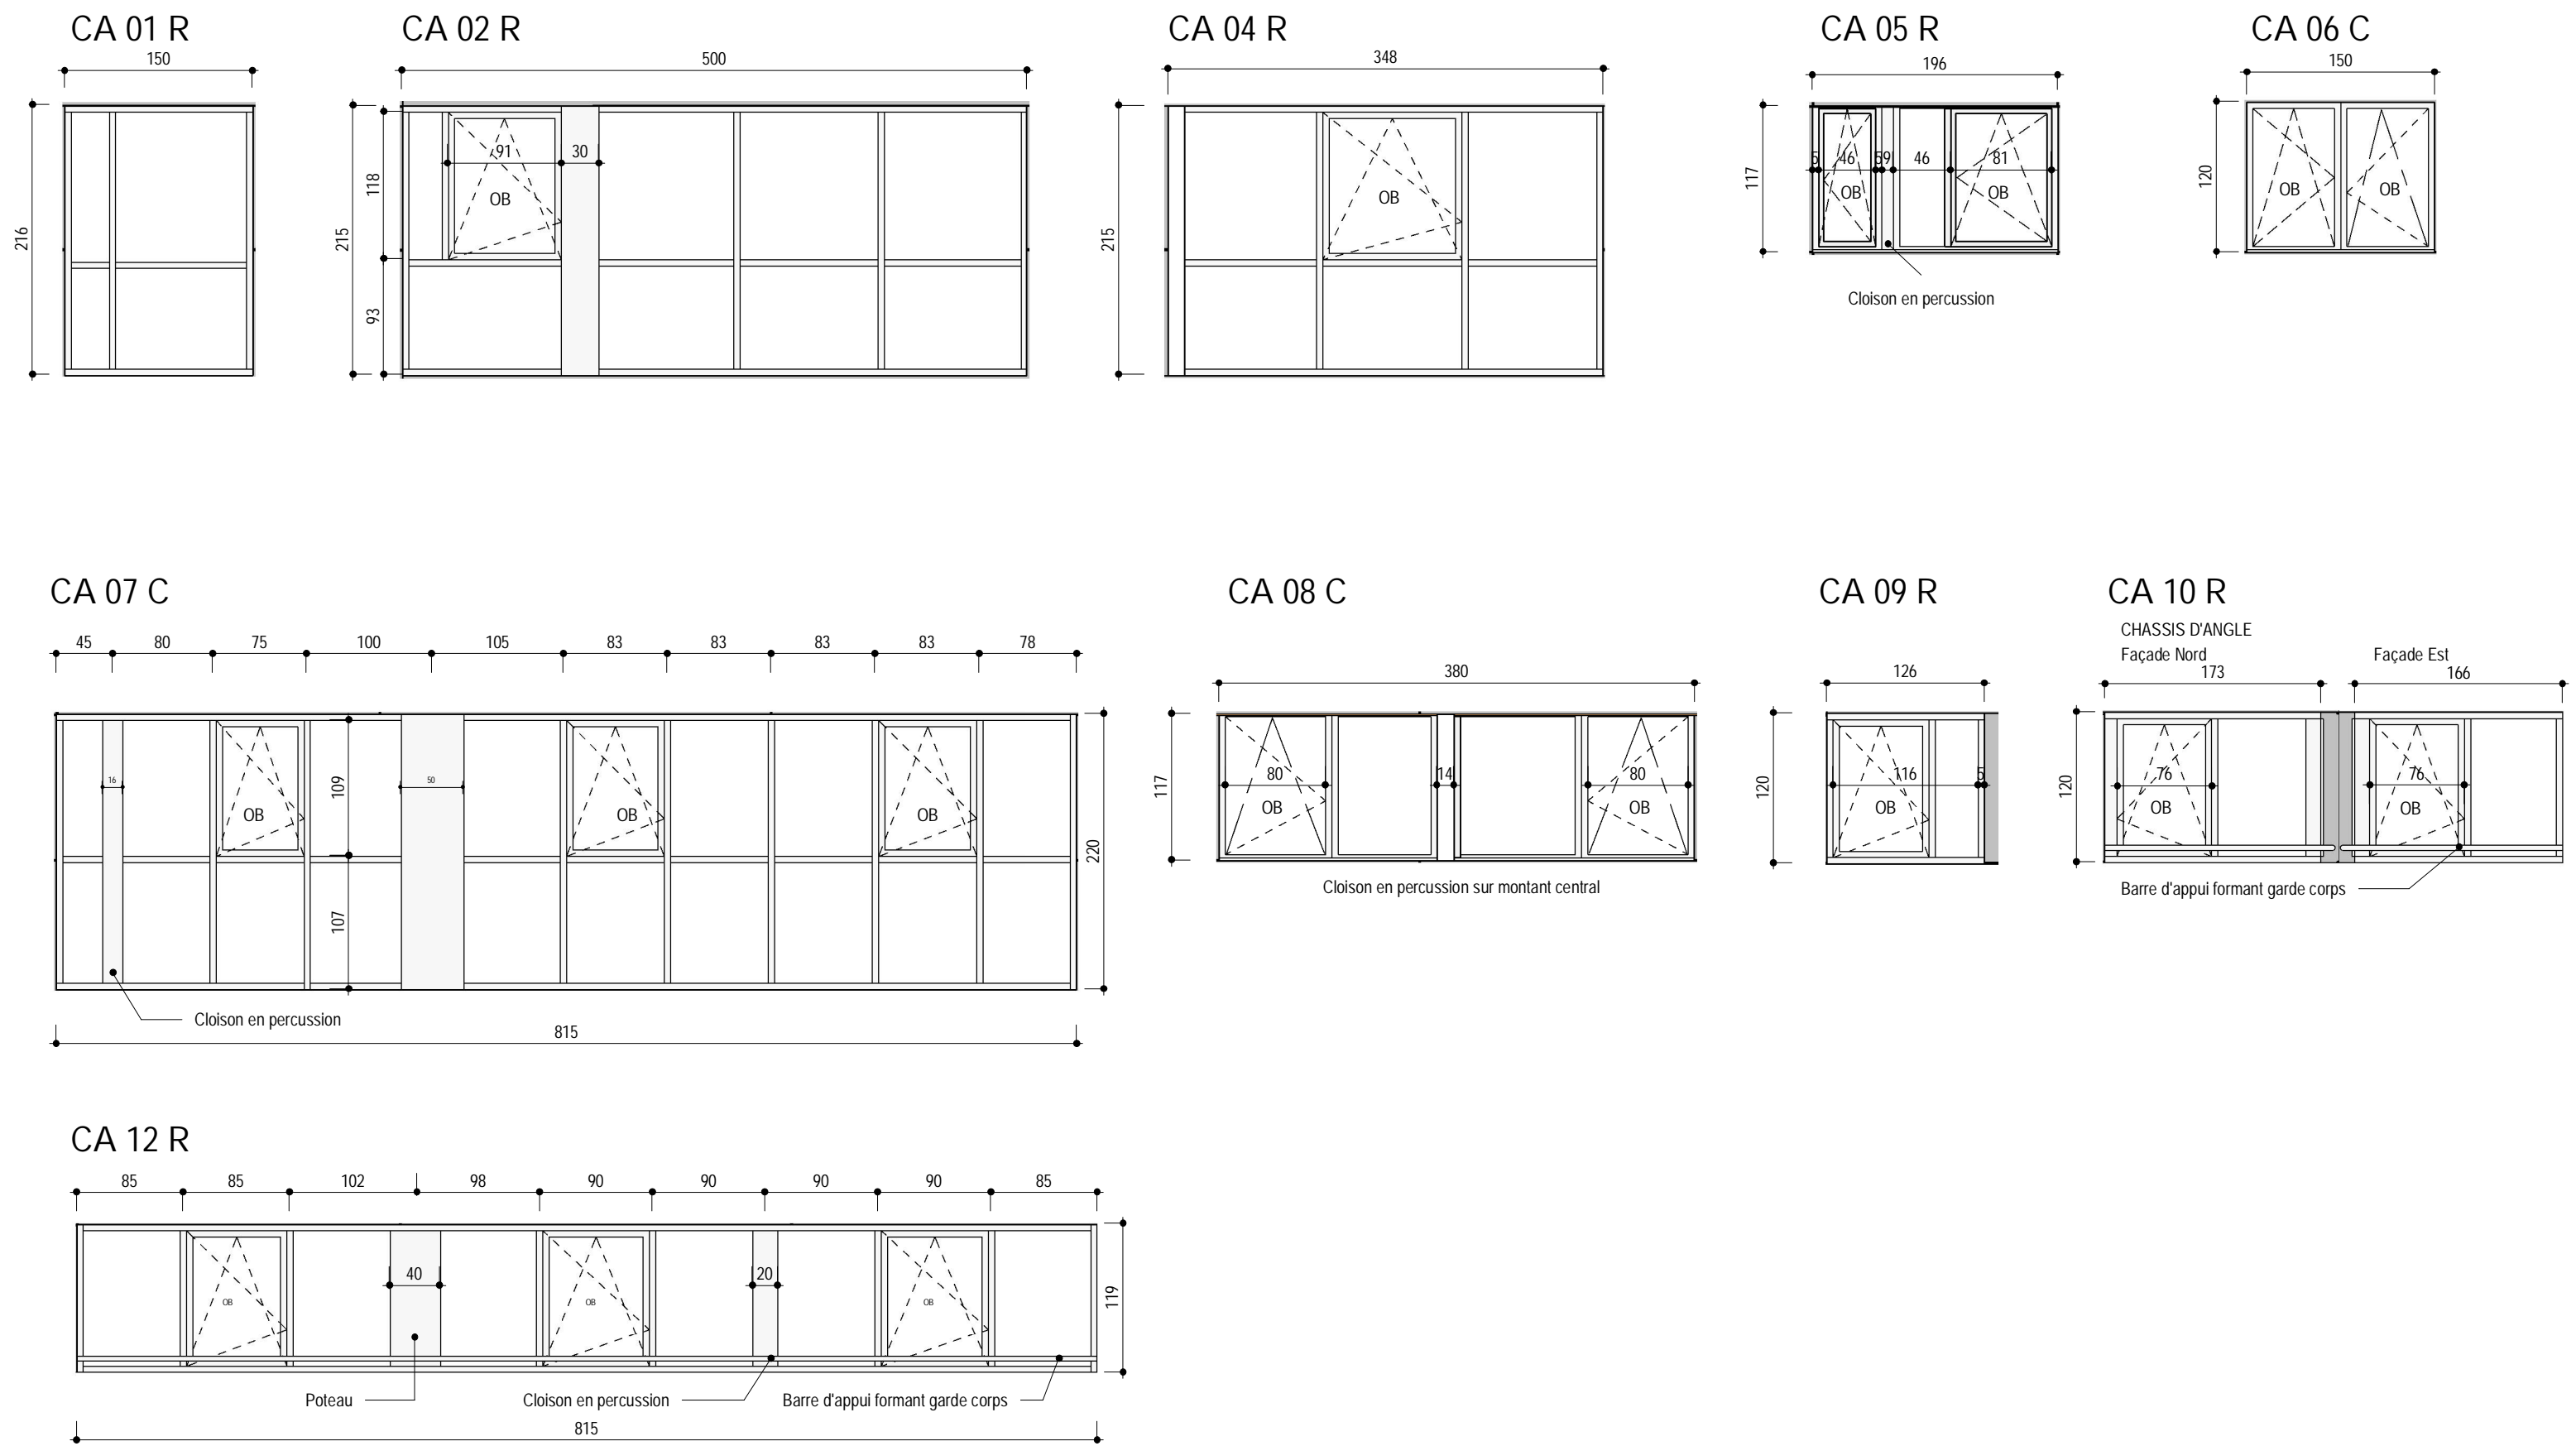 CA 01 R
150
216
CA 02 R
500
215
118
93
91
30
OB
CA 04 R
348
215
OB
CA 05 R
196
117
5
46
5
9
46
81
OB
OB
Cloison en percussion
CA 06 C
150
120
OB
OB
CA 07 C
45
80
75
100
105
83
83
83
83
78
16
109
50
OB
OB
OB
107
220
Cloison en percussion
815
CA 08 C
380
117
80
14
80
OB
OB
Cloison en percussion sur montant central
CA 09 R
126
120
116
5
OB
CA 10 R
CHASSIS D'ANGLE
Façade Nord
Façade Est
173
166
120
76
76
OB
OB
Barre d'appui formant garde corps
CA 12 R
85
85
102
98
90
90
90
90
85
40
20
OB
OB
OB
119
Poteau
Cloison en percussion
Barre d'appui formant garde corps
815